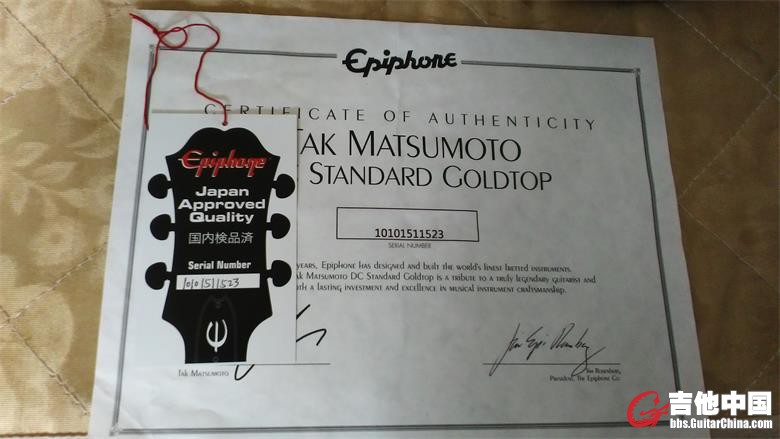 Epiphone
CERTIFICATE OF AUTHENTICITY
TAK MATSUMOTO
STANDARD GOLDTOP
10101511523
SERIAL NUMBER
YEARS, EPIPHONE HAS DESIGNED AND BUILT THE WORLD'S FINEST FRETTED INSTRUMENTS.
TAK MATSUMOTO DC STANDARD GOLDTOP IS A TRIBUTE TO A TRULY LEGENDARY GUITARIST AND
A LASTING INVESTMENT AND EXCELLENCE IN MUSICAL INSTRUMENT CRAFTSMANSHIP.
TAK MATSUMOTO
JIM ROSENBERG,
PRESIDENT, THE EPIPHONE CO.
Epiphone
Japan
Approved
Quality
国内検品済
Serial Number
10101511523
吉他中国
bbs.GuitarChina.com